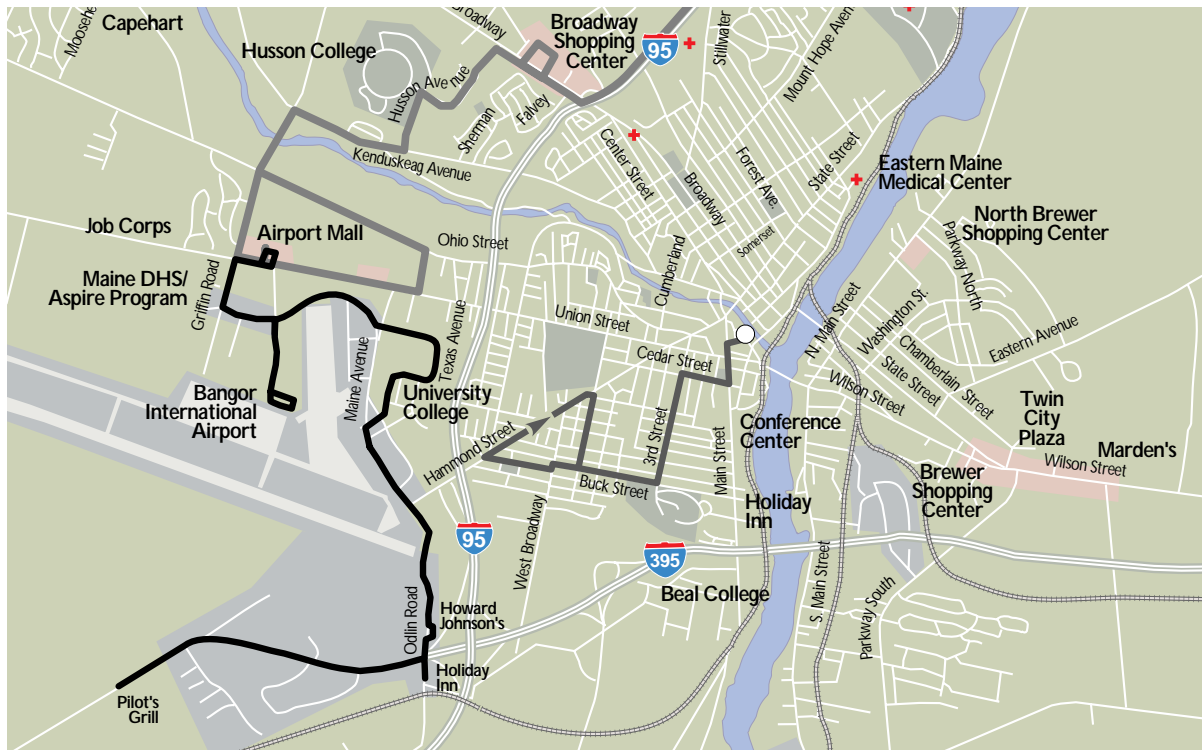 Capehart
Moosehe
Husson College
Broadway
Broadway
Shopping
Center
95
Stillwater
Mount Hope Aven
Husson Avenue
Sherman
Falvey
Kenduskeag Avenue
Center Street
Broadway
Forest Ave.
State Street
Somerset
Eastern Maine
Medical Center
North Brewer
Shopping Center
Parkway North
Job Corps
Airport Mall
Ohio Street
Cumberland
Maine DHS/
Aspire Program
Griffin Road
Union Street
Cedar Street
Texas Avenue
Maine Avenue
N. Main Street
Washington St.
Chamberlain Street
State Street
Eastern Avenue
Wilson Street
Bangor
International
Airport
University
College
Hammond Street
3rd Street
Main Street
Conference
Center
Twin
City
Plaza
Marden's
Wilson Street
Buck Street
Brewer
Shopping
Center
Holiday
Inn
95
West Broadway
395
Beal College
S. Main Street
Parkway South
Odlin Road
Howard
Johnson's
Holiday
Inn
Pilot's
Grill